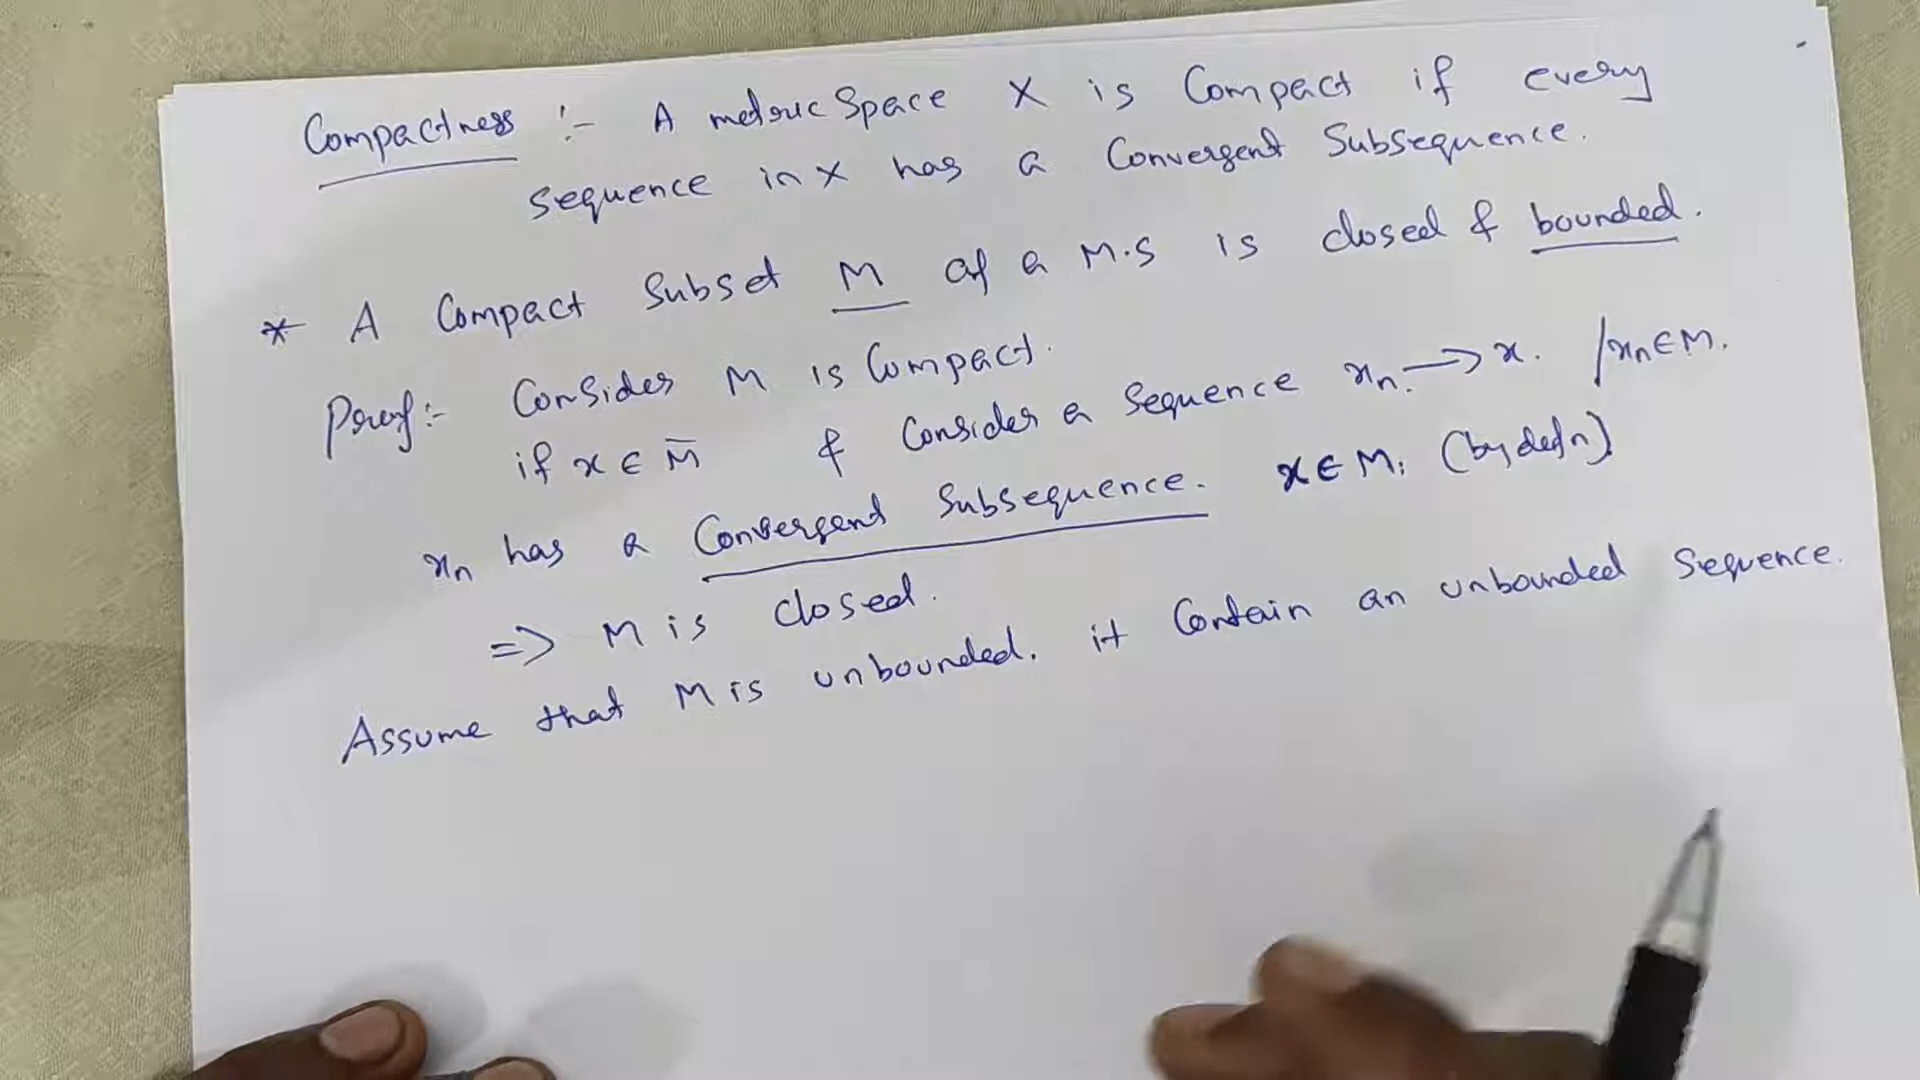 Compactness :- A metric Space X is Compact if every
sequence in X has a Convergent Subsequence.
* A Compact Subset M of a M.S is closed & bounded.
Proof:- Consider M is Compact.
if x ∈ M̄ & Consider a Sequence xₙ → x. /xₙ∈M.
xₙ has a Convergent Subsequence. x∈M. (by defn).
=> M is closed.
Assume that M is unbounded. it Contain an unbounded Sequence.